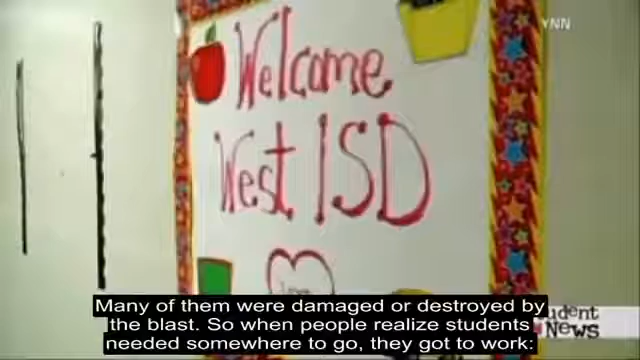 YNN
Welcome
West ISD
Many of them were damaged or destroyed by
the blast. So when people realize students
needed somewhere to go, they got to work:
udent
News